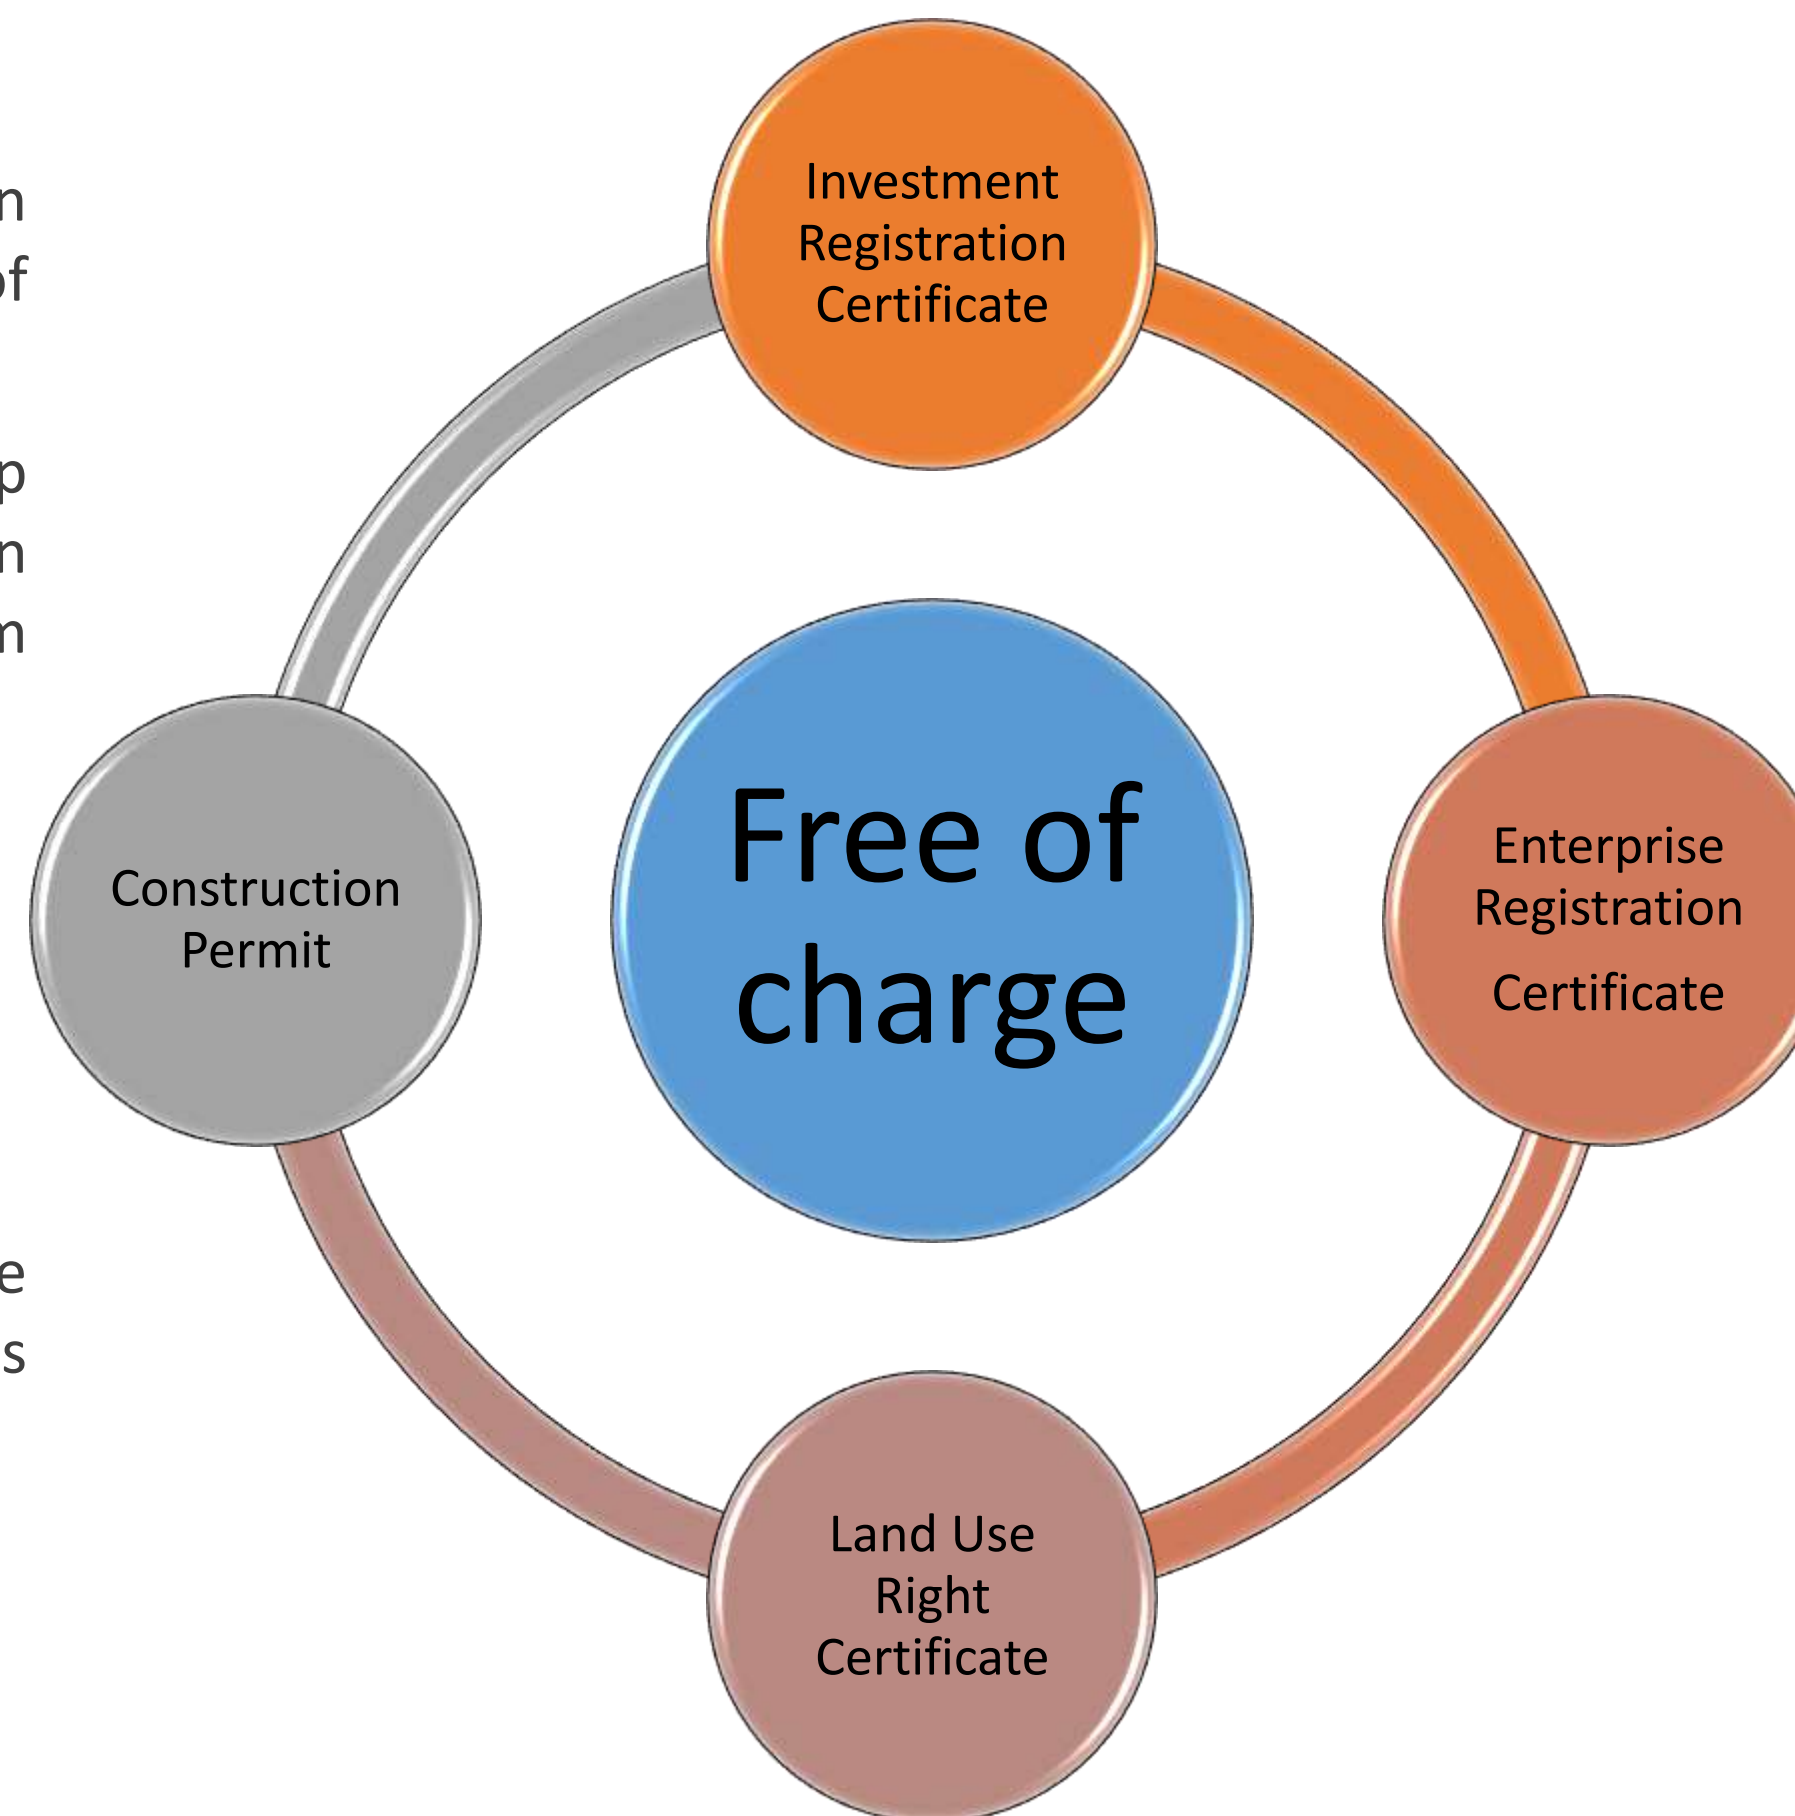 Investment
Registration
Certificate
Construction
Permit
Free of
charge
Enterprise
Registration
Certificate
Land Use
Right
Certificate